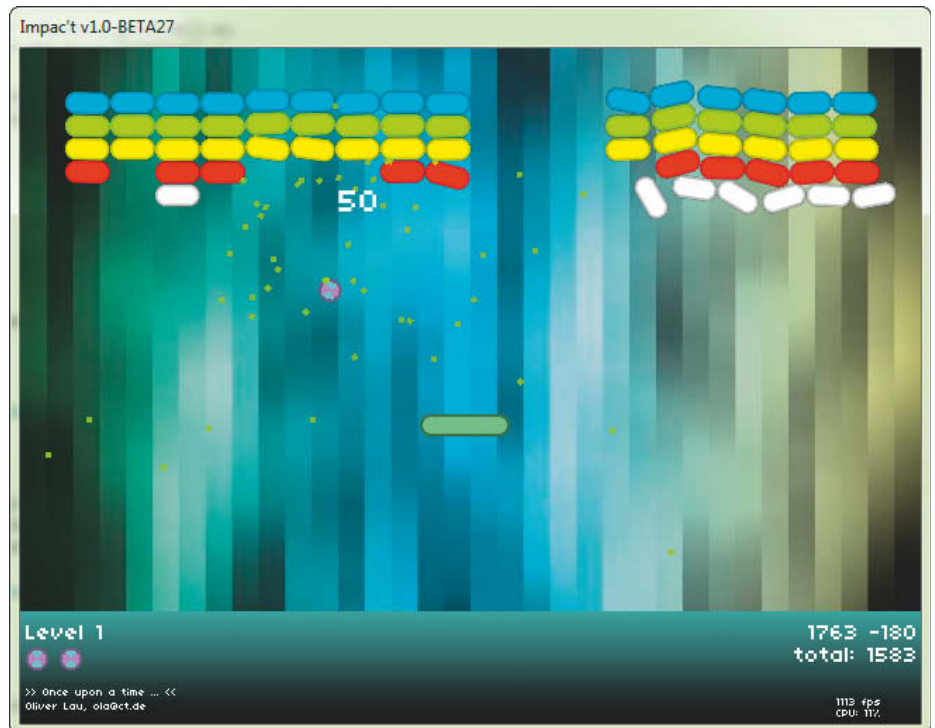 Impac't v1.0-BETA27
50
Level 1
1763 -180
total: 1583
>> Once upon a time ... <<
Oliver Lau, ola@ct.de
1113 fps
CPU: 11%